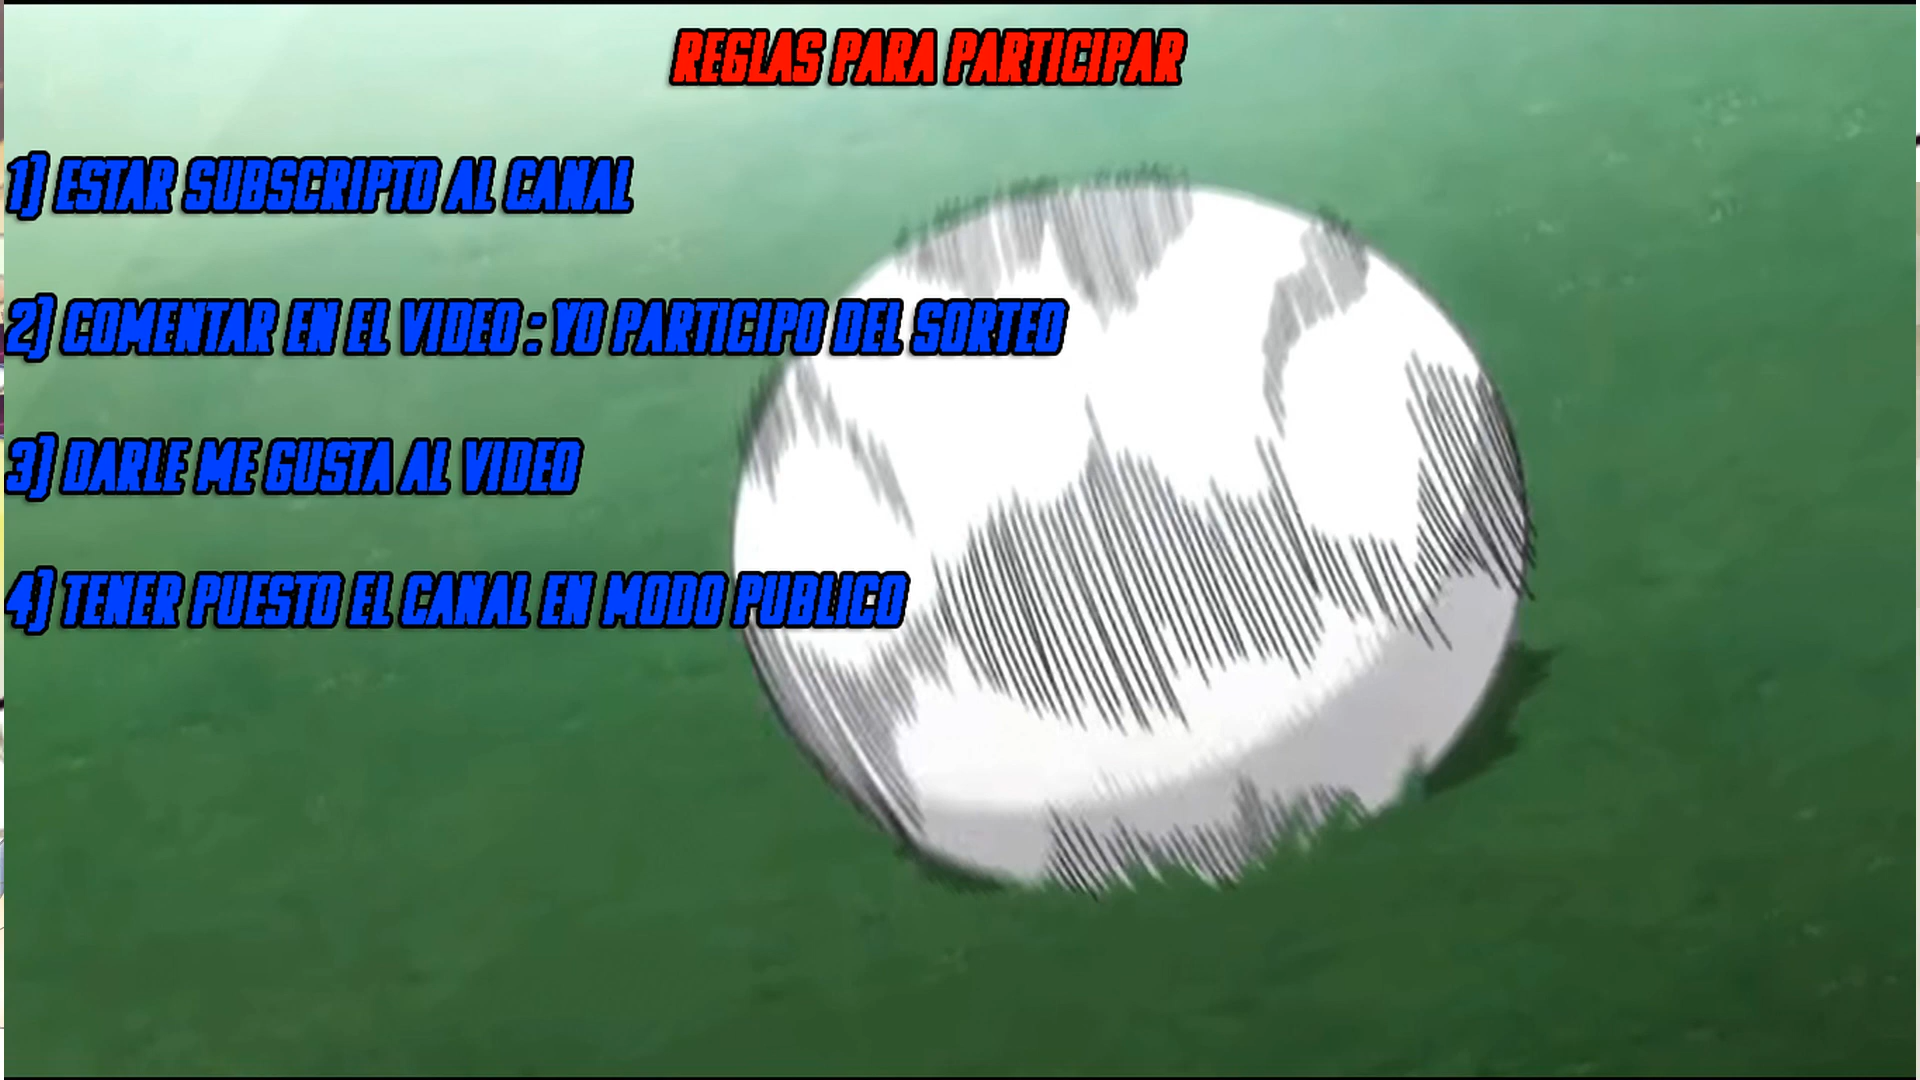 REGLAS PARA PARTICIPAR
1) ESTAR SUBSCRIPTO AL CANAL
2) COMENTAR EN EL VIDEO : YO PARTICIPO DEL SORTEO
3) DARLE ME GUSTA AL VIDEO
4) TENER PUESTO EL CANAL EN MODO PUBLICO